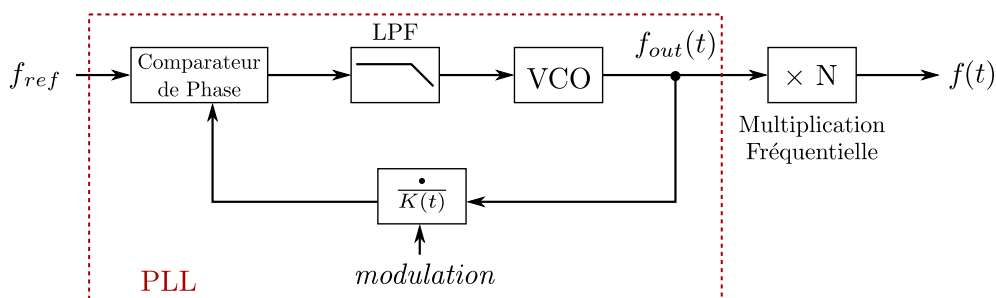 LPF
f_ref
Comparateur
de Phase
VCO
f_out(t)
× N
f(t)
Multiplication
Fréquentielle
•
K(t)
modulation
PLL